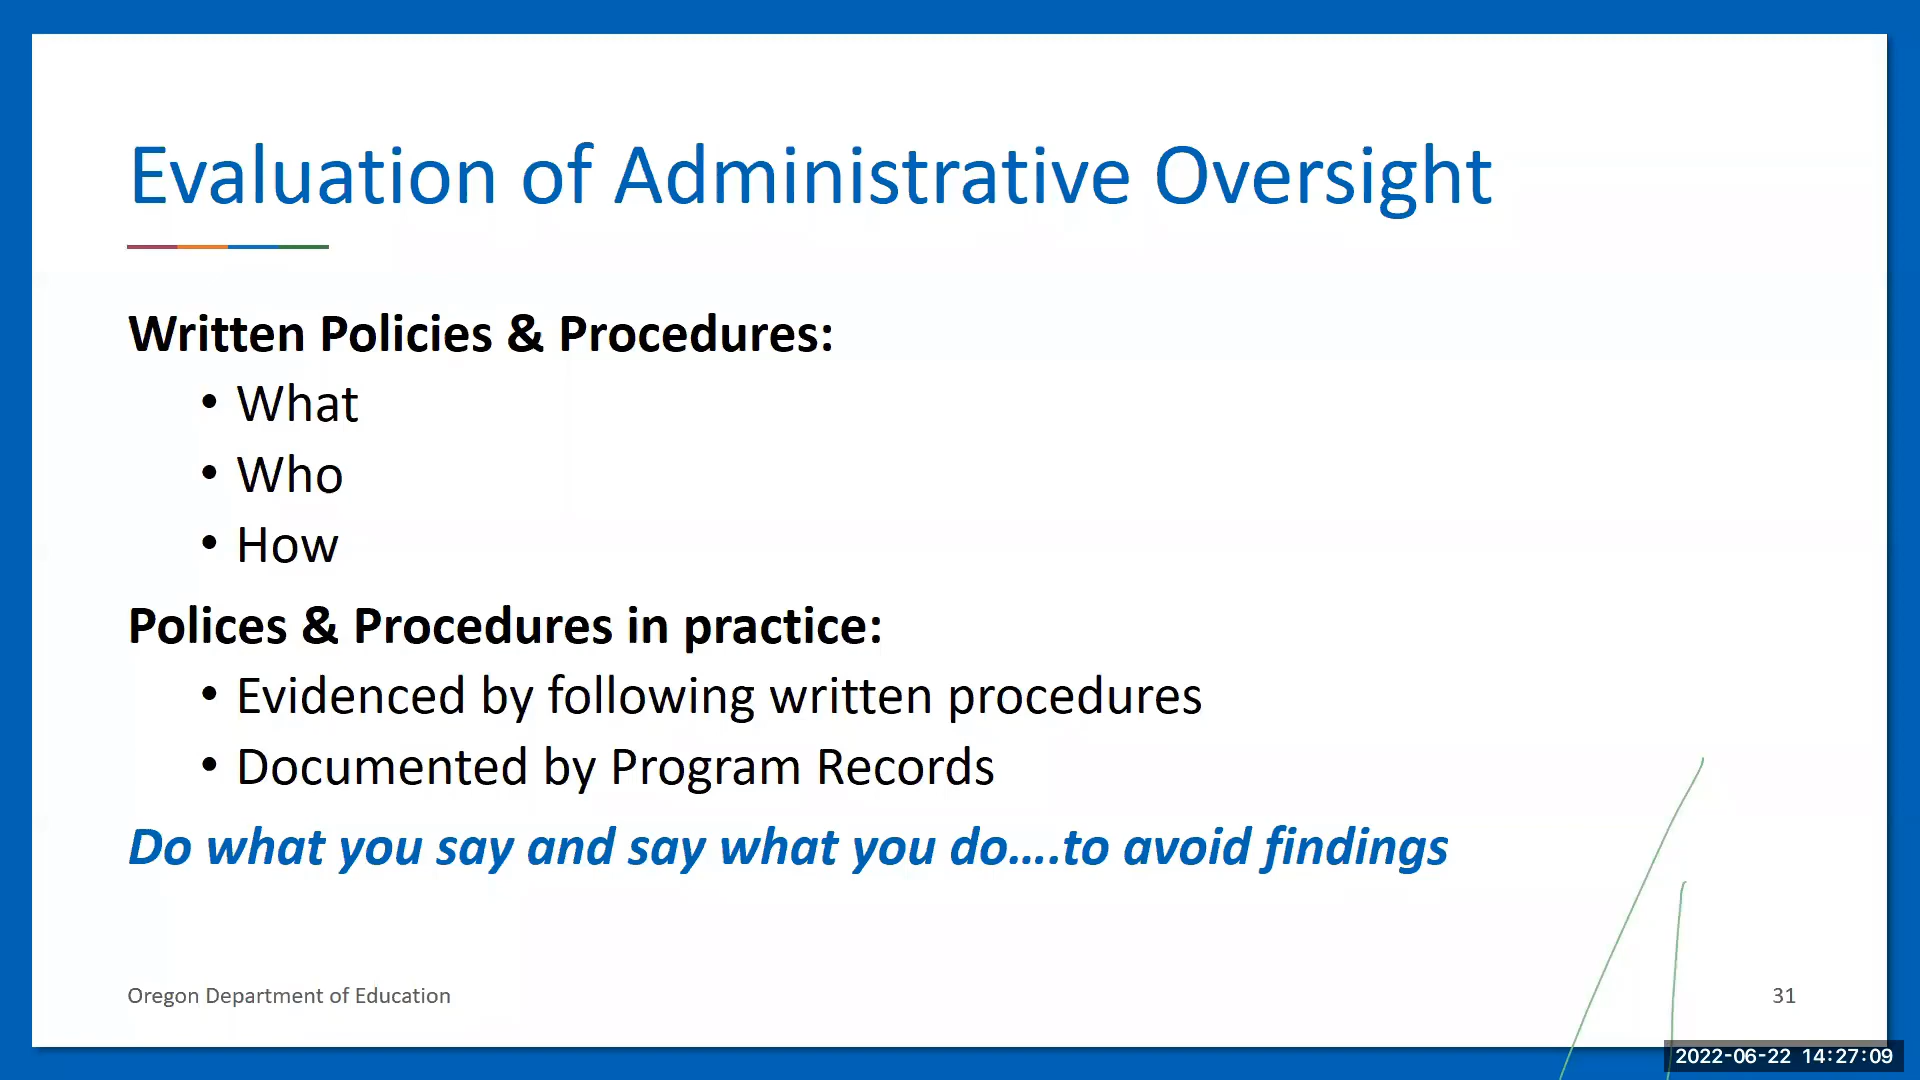 Evaluation of Administrative Oversight
Written Policies & Procedures:
• What
• Who
• How
Polices & Procedures in practice:
• Evidenced by following written procedures
• Documented by Program Records
Do what you say and say what you do....to avoid findings
Oregon Department of Education
31
2022-06-22 14:27:09